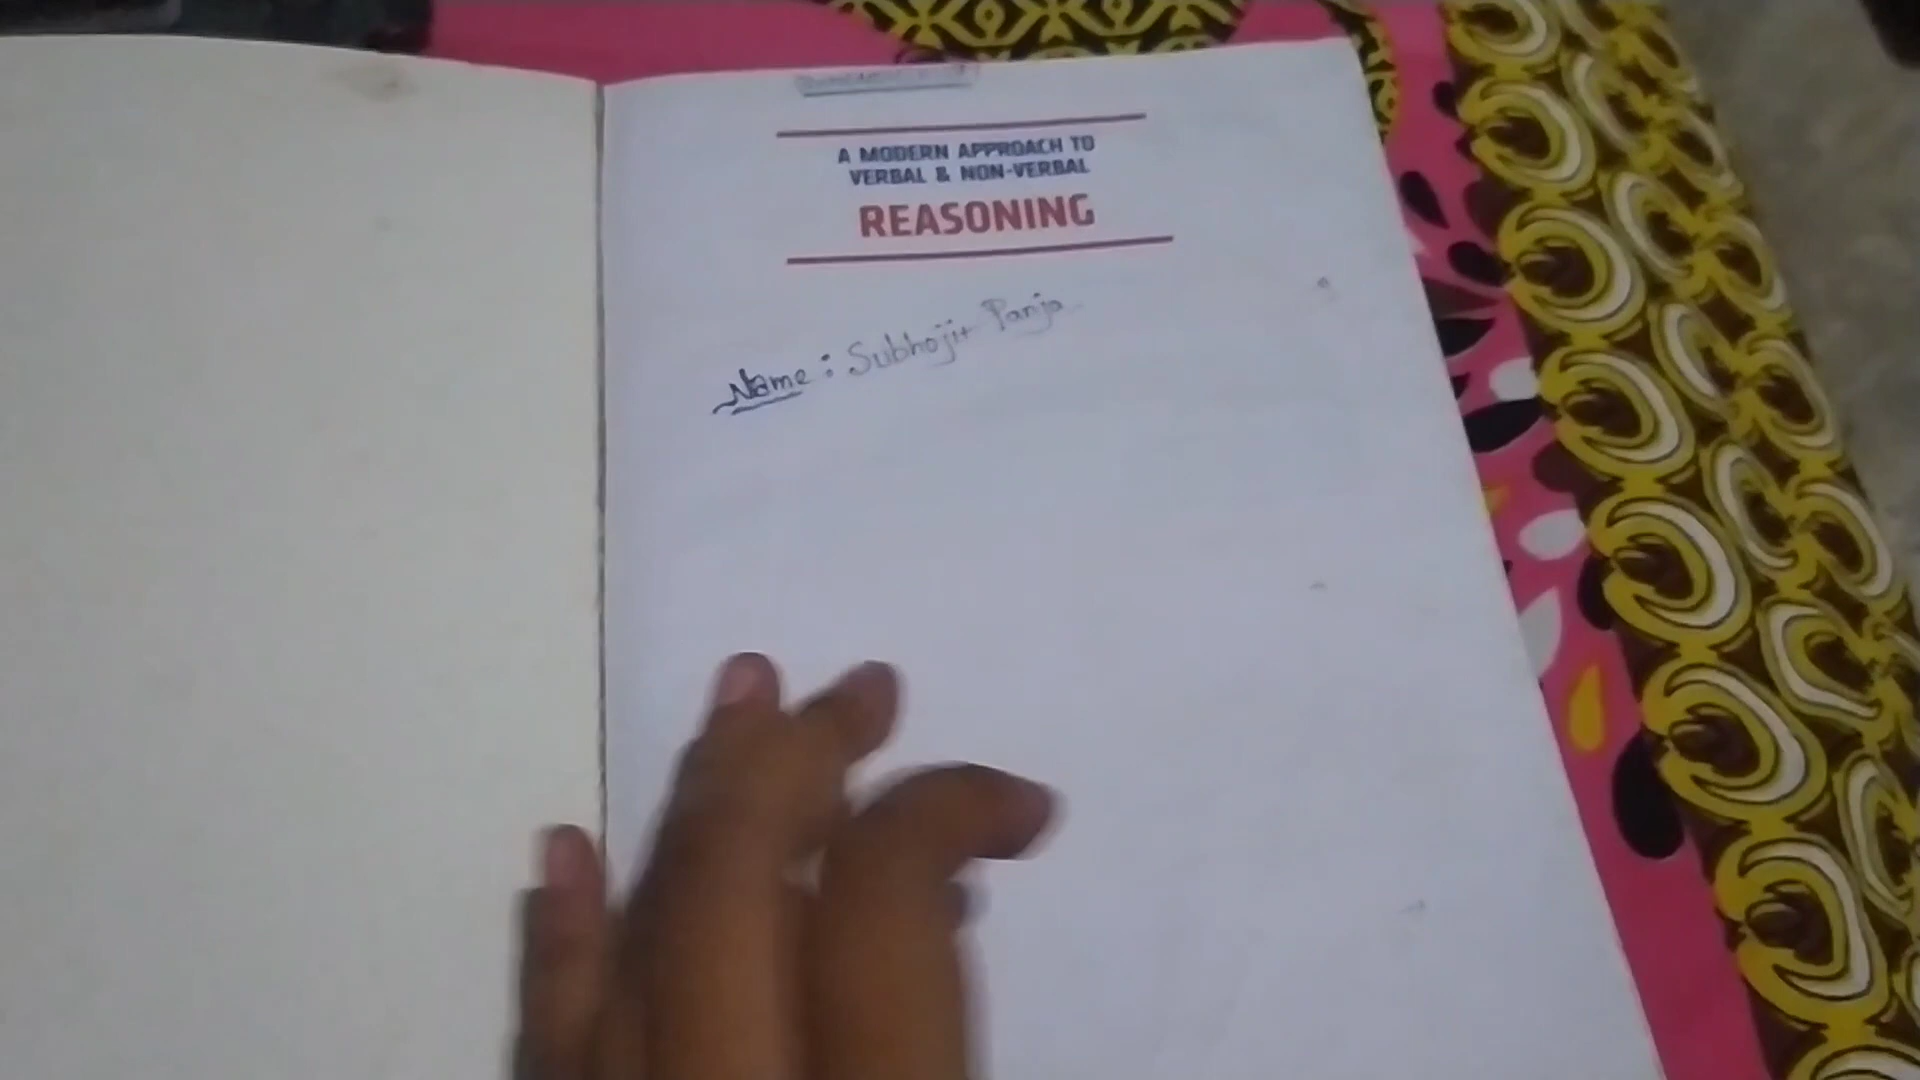 A MODERN APPROACH TO
VERBAL & NON-VERBAL
REASONING
Name: Subhojit Panja